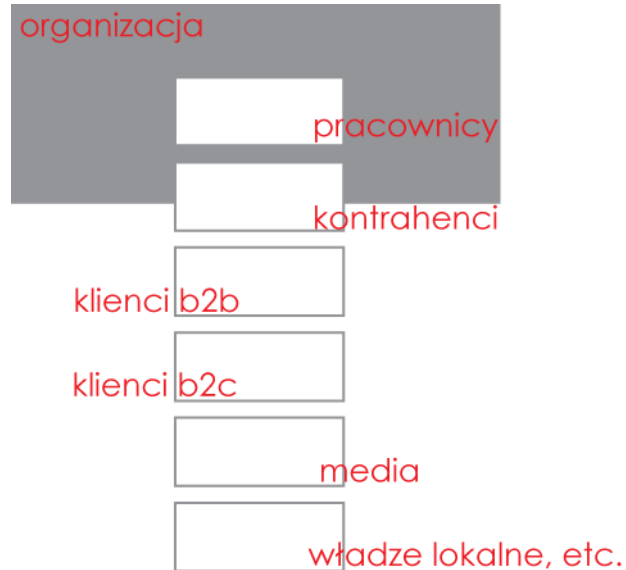 organizacja
pracownicy
kontrahenci
klienci b2b
klienci b2c
media
władze lokalne, etc.